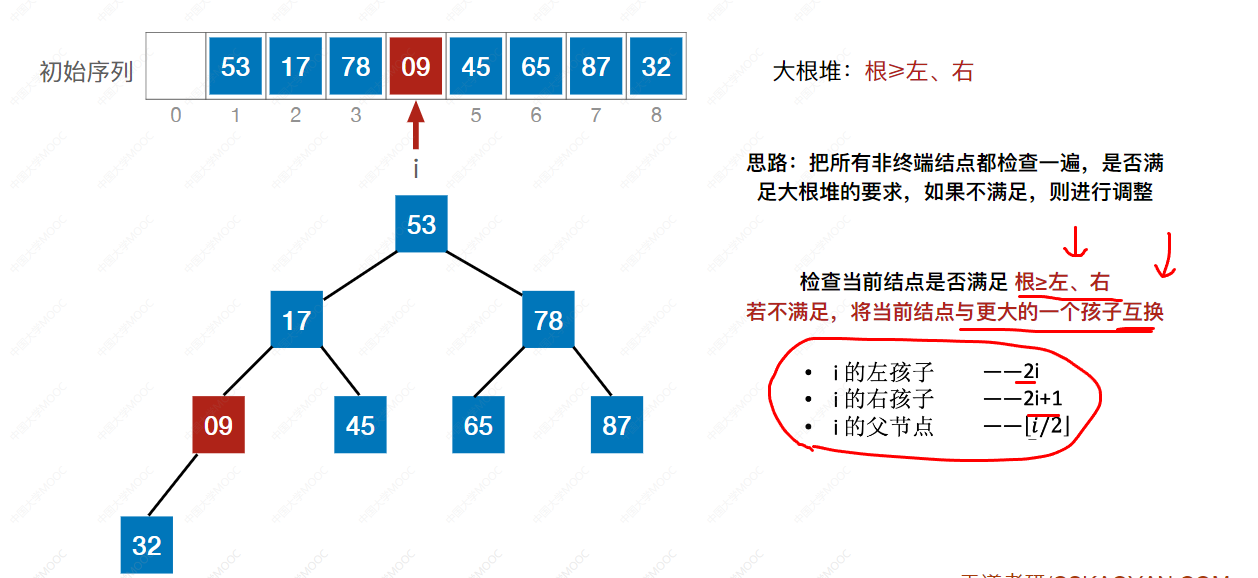 初始序列 53 17 78 09 45 65 87 32
0 1 2 3 5 6 7 8
i
大根堆：根≥左、右
思路：把所有非终端结点都检查一遍，是否满
足大根堆的要求，如果不满足，则进行调整
检查当前结点是否满足 根≥左、右
若不满足，将当前结点与更大的一个孩子互换
• i 的左孩子 ——2i
• i 的右孩子 ——2i+1
• i 的父节点 ——⌊i/2⌋
53
17 78
09 45 65 87
32